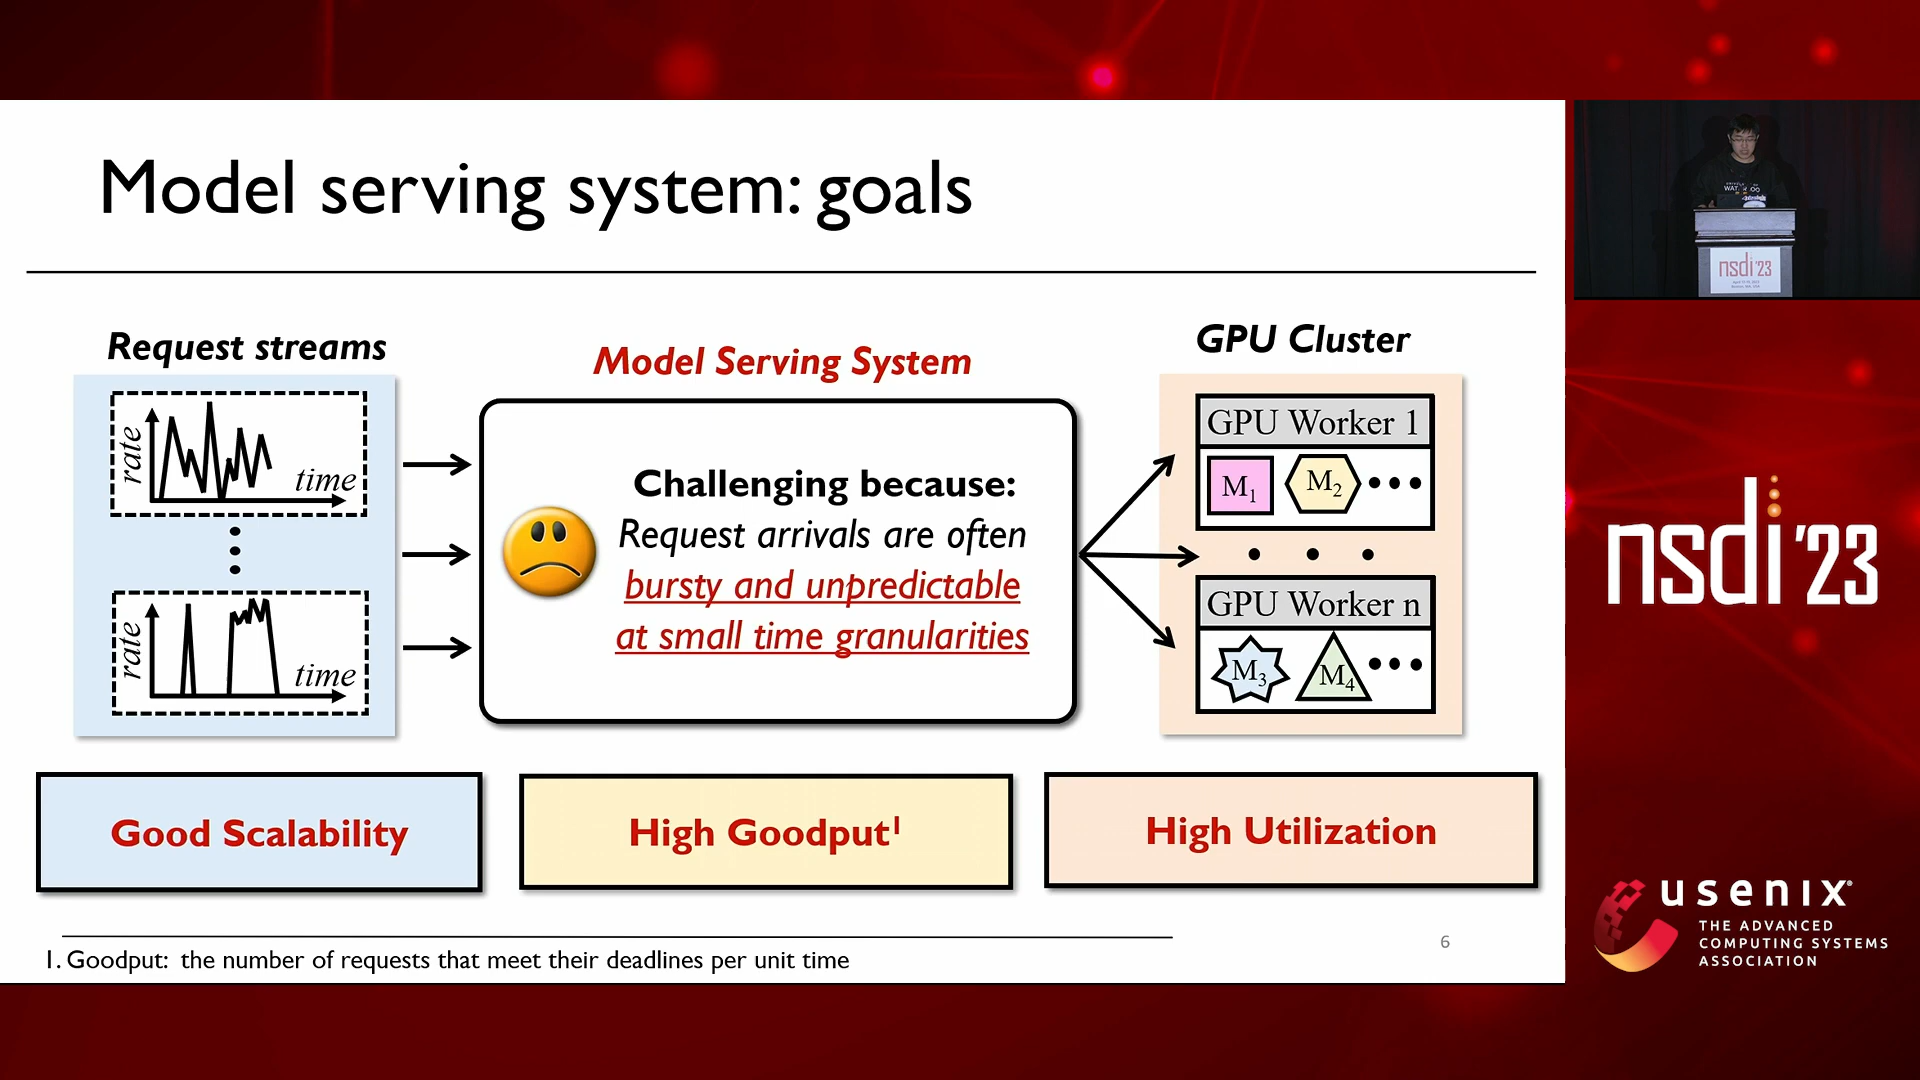 Model serving system: goals
Request streams
Model Serving System
GPU Cluster
rate
time
rate
time
Challenging because:
Request arrivals are often
bursty and unpredictable
at small time granularities
GPU Worker 1
M1
M2
GPU Worker n
M3
M4
Good Scalability
High Goodput1
High Utilization
1. Goodput: the number of requests that meet their deadlines per unit time
6
nsdi'23
nsdi'23
usenix®
THE ADVANCED
COMPUTING SYSTEMS
ASSOCIATION